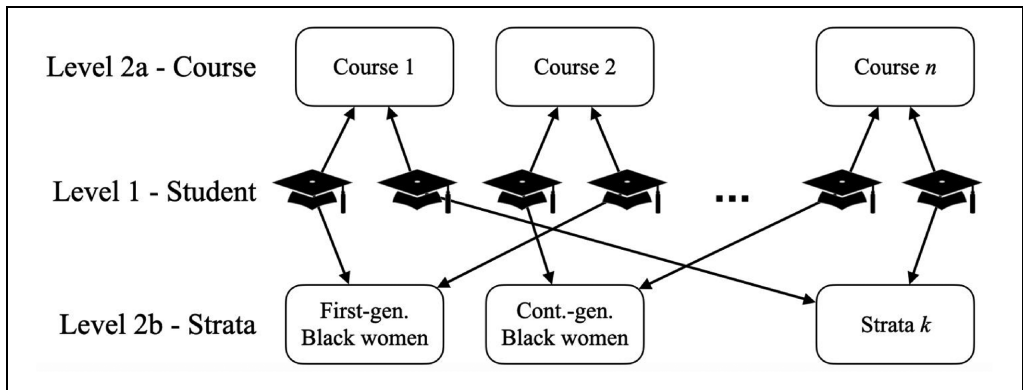 Level 2a - Course
Course 1
Course 2
Course n
Level 1 - Student
...
Level 2b - Strata
First-gen.
Black women
Cont.-gen.
Black women
Strata k